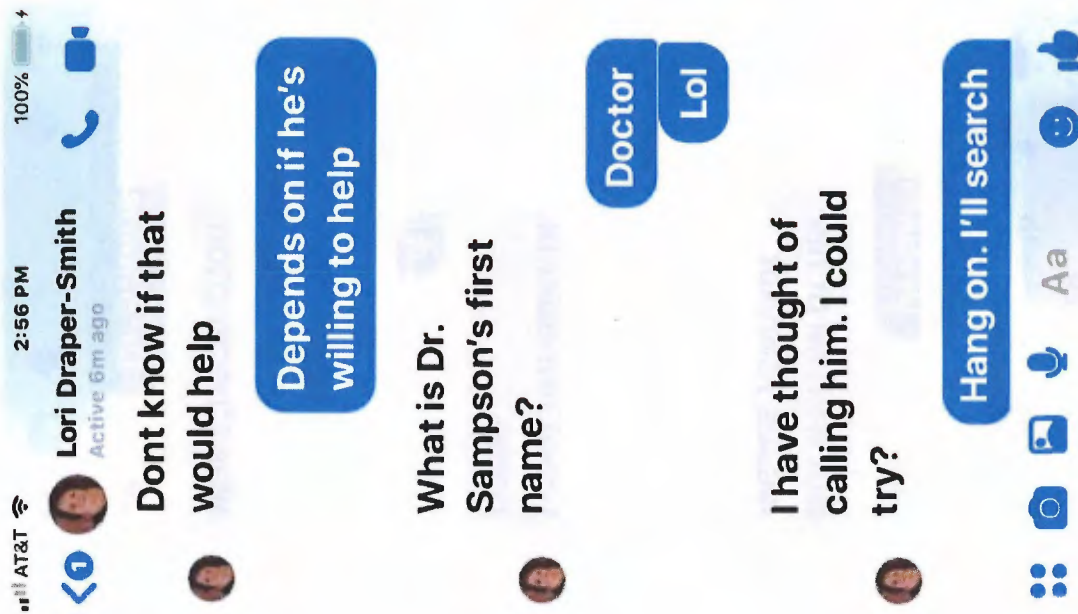 AT&T 2:56 PM 100%
1 Lori Draper-Smith
Active 6m ago
Dont know if that
would help
Depends on if he's
willing to help
What is Dr.
Sampson's first
name?
Doctor
Lol
I have thought of
calling him. I could
try?
Hang on. I'll search
Aa